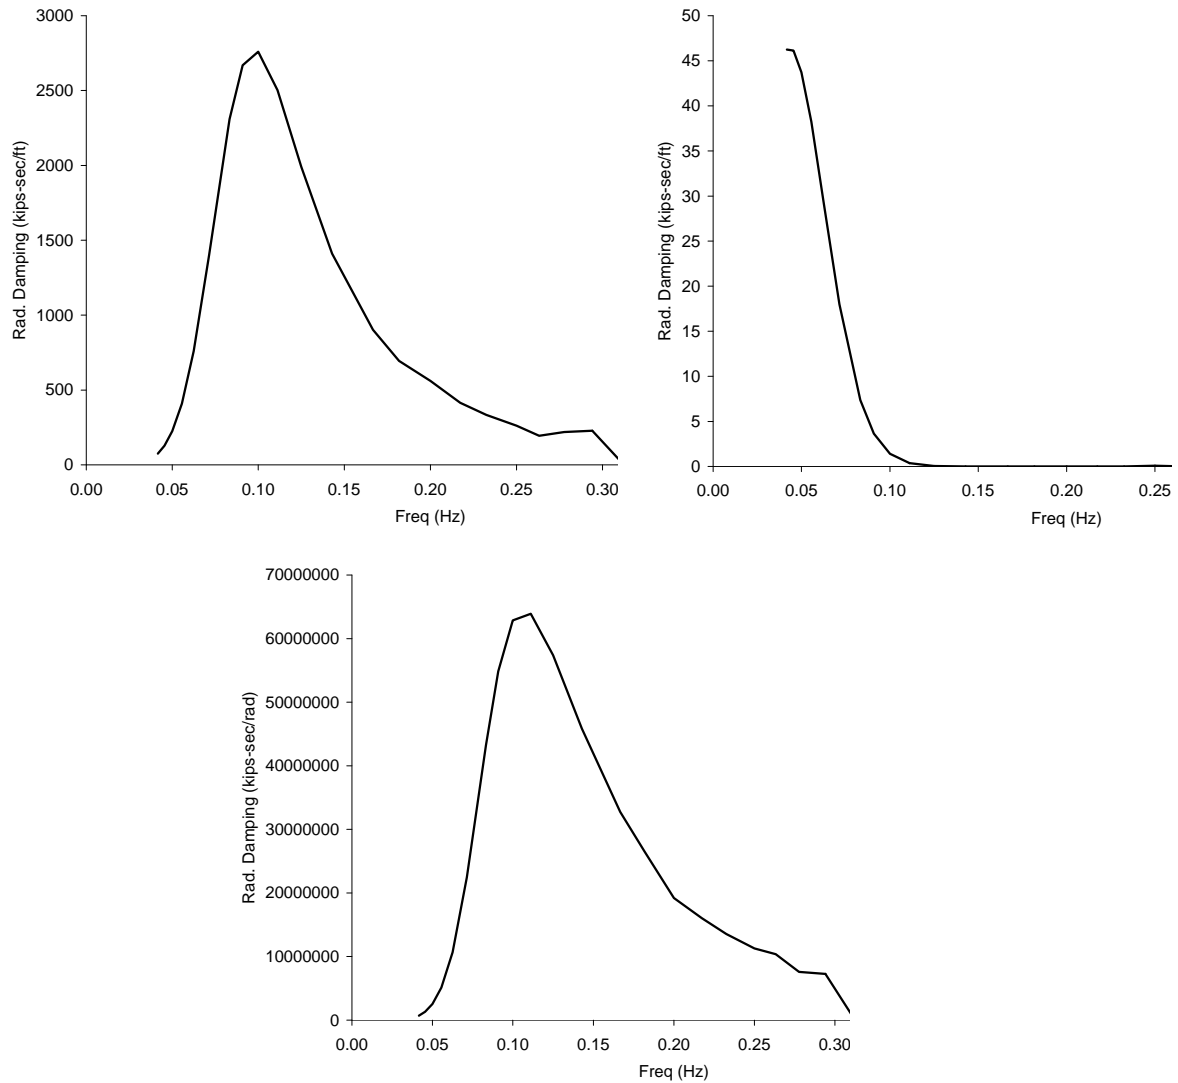 3000
2500
2000
1500
1000
500
0
Rad. Damping (kips-sec/ft)
0.00 0.05 0.10 0.15 0.20 0.25 0.30
Freq (Hz)
50
45
40
35
30
25
20
15
10
5
0
Rad. Damping (kips-sec/ft)
0.00 0.05 0.10 0.15 0.20 0.25
Freq (Hz)
70000000
60000000
50000000
40000000
30000000
20000000
10000000
0
Rad. Damping (kips-sec/rad)
0.00 0.05 0.10 0.15 0.20 0.25 0.30
Freq (Hz)